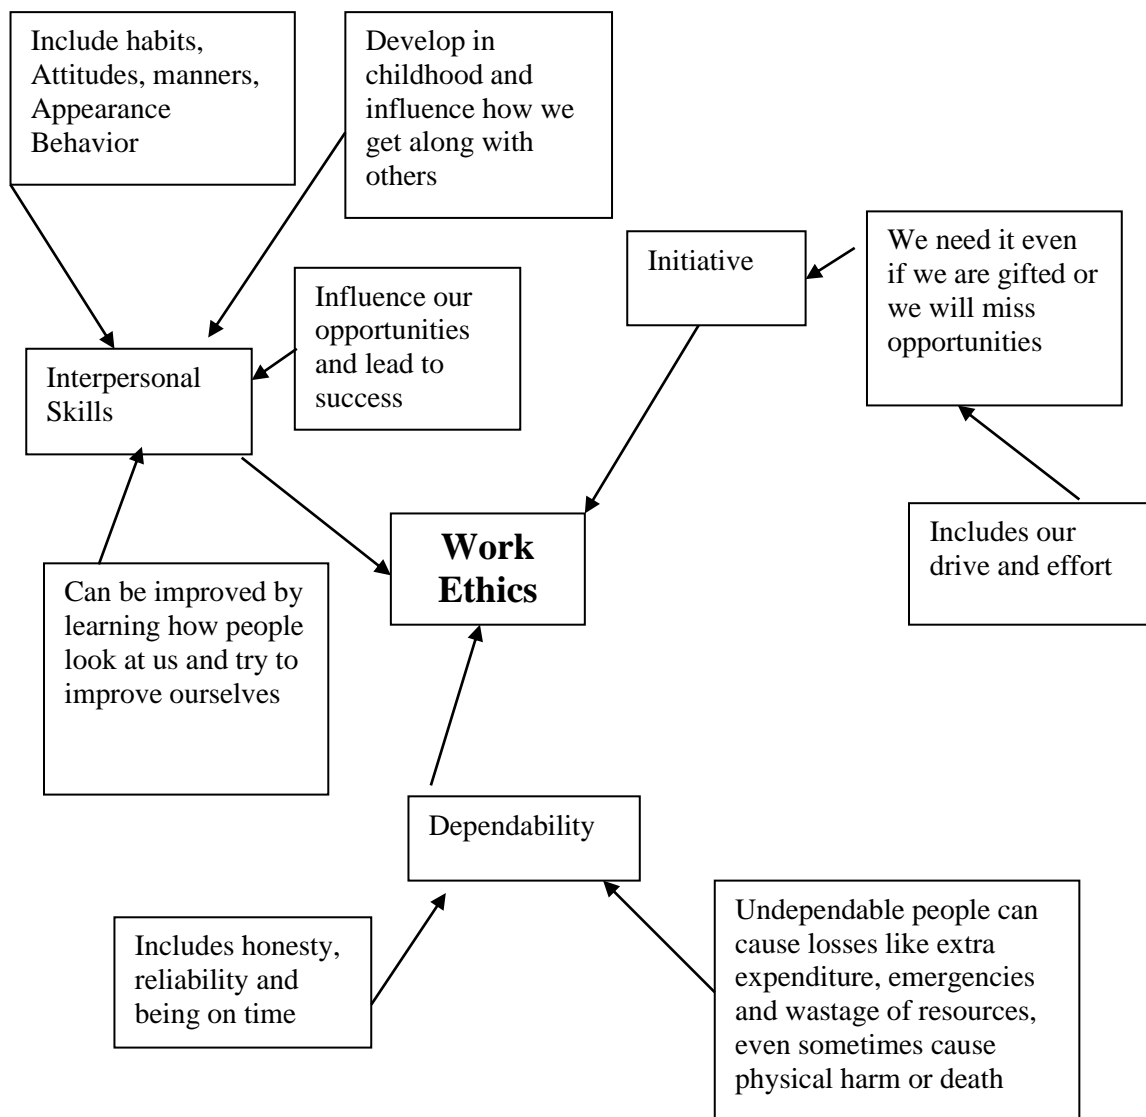 Include habits,
Attitudes, manners,
Appearance
Behavior
Develop in
childhood and
influence how we
get along with
others
Initiative
We need it even
if we are gifted or
we will miss
opportunities
Influence our
opportunities
and lead to
success
Interpersonal
Skills
Includes our
drive and effort
Work
Ethics
Can be improved by
learning how people
look at us and try to
improve ourselves
Dependability
Includes honesty,
reliability and
being on time
Undependable people can
cause losses like extra
expenditure, emergencies
and wastage of resources,
even sometimes cause
physical harm or death